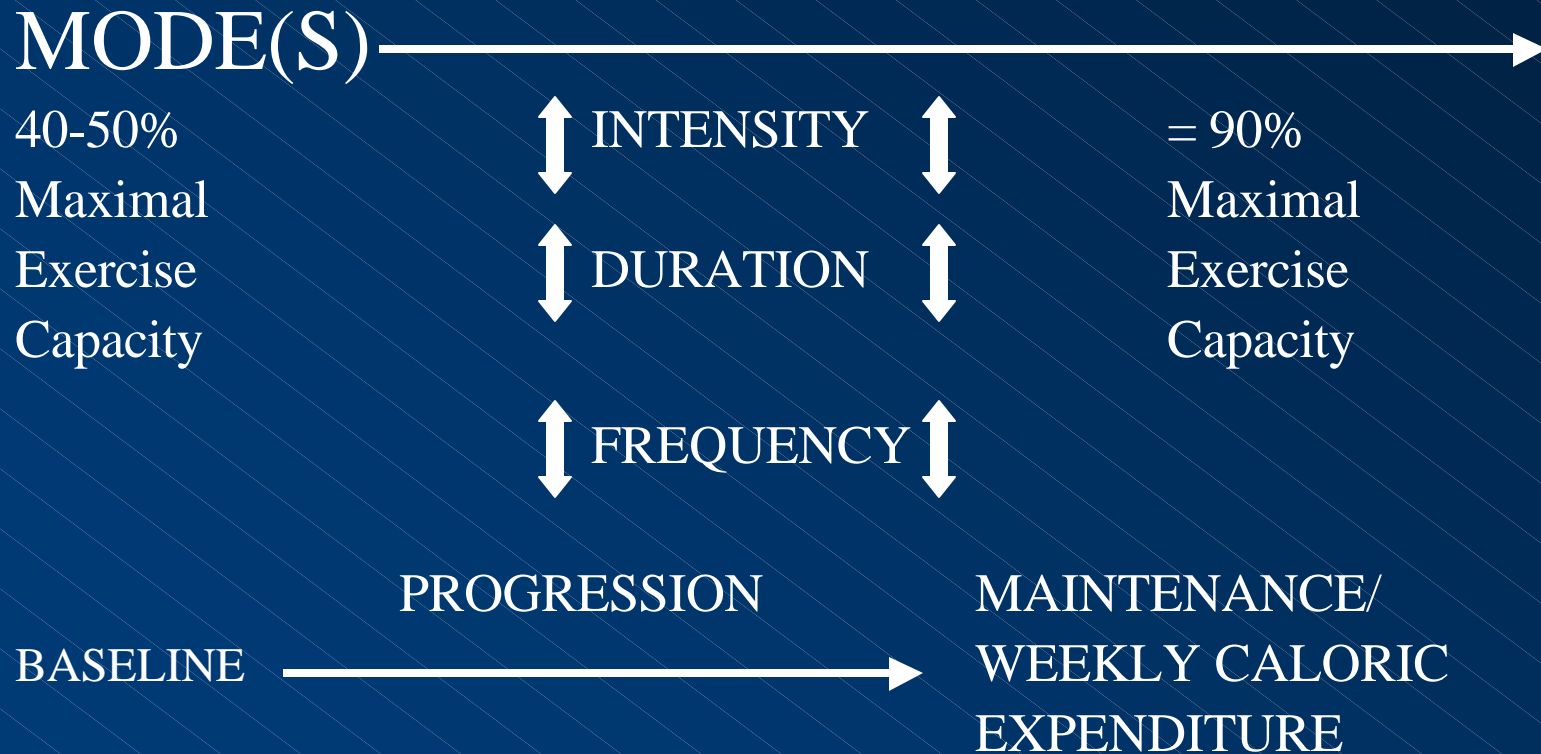 MODE(S)
40-50%
Maximal
Exercise
Capacity
INTENSITY
DURATION
FREQUENCY
= 90%
Maximal
Exercise
Capacity
PROGRESSION
BASELINE
MAINTENANCE/
WEEKLY CALORIC
EXPENDITURE